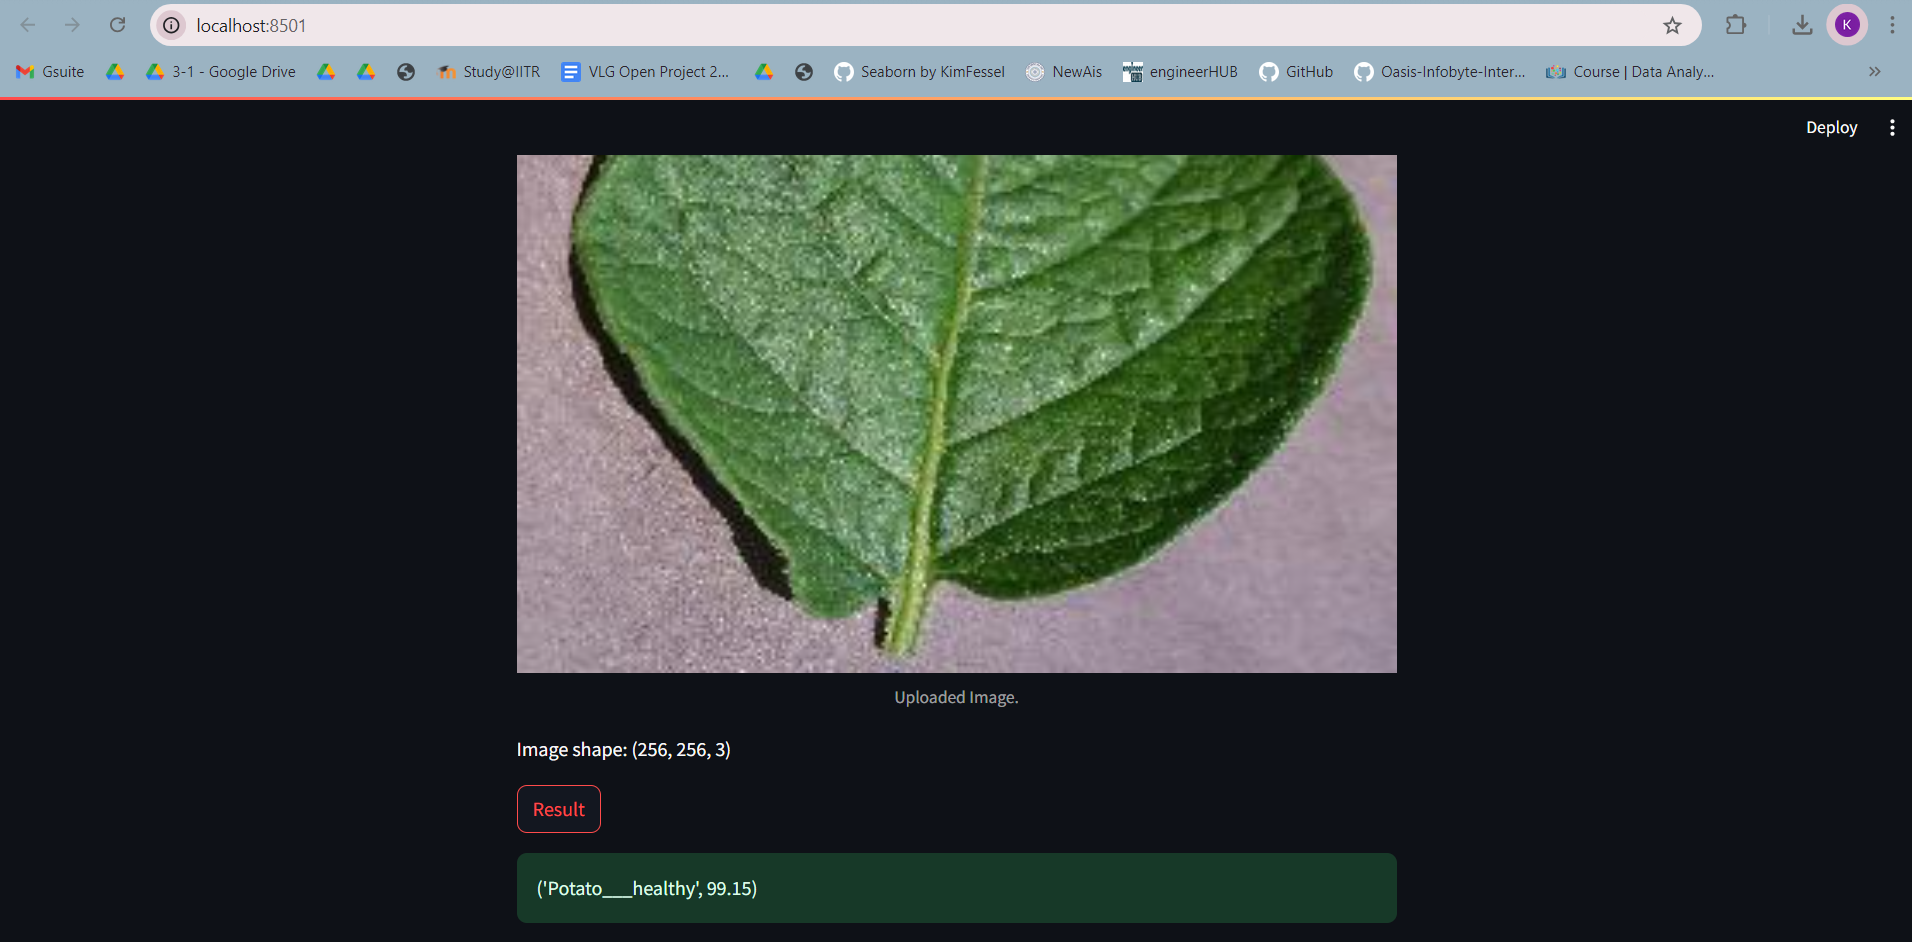 localhost:8501
K
Gsuite 3-1 - Google Drive Study@IITR VLG Open Project 2... Seaborn by KimFessel NewAis engineerHUB GitHub Oasis-Infobyte-Inter... Course | Data Analy...
Deploy
Uploaded Image.
Image shape: (256, 256, 3)
Result
('Potato___healthy', 99.15)